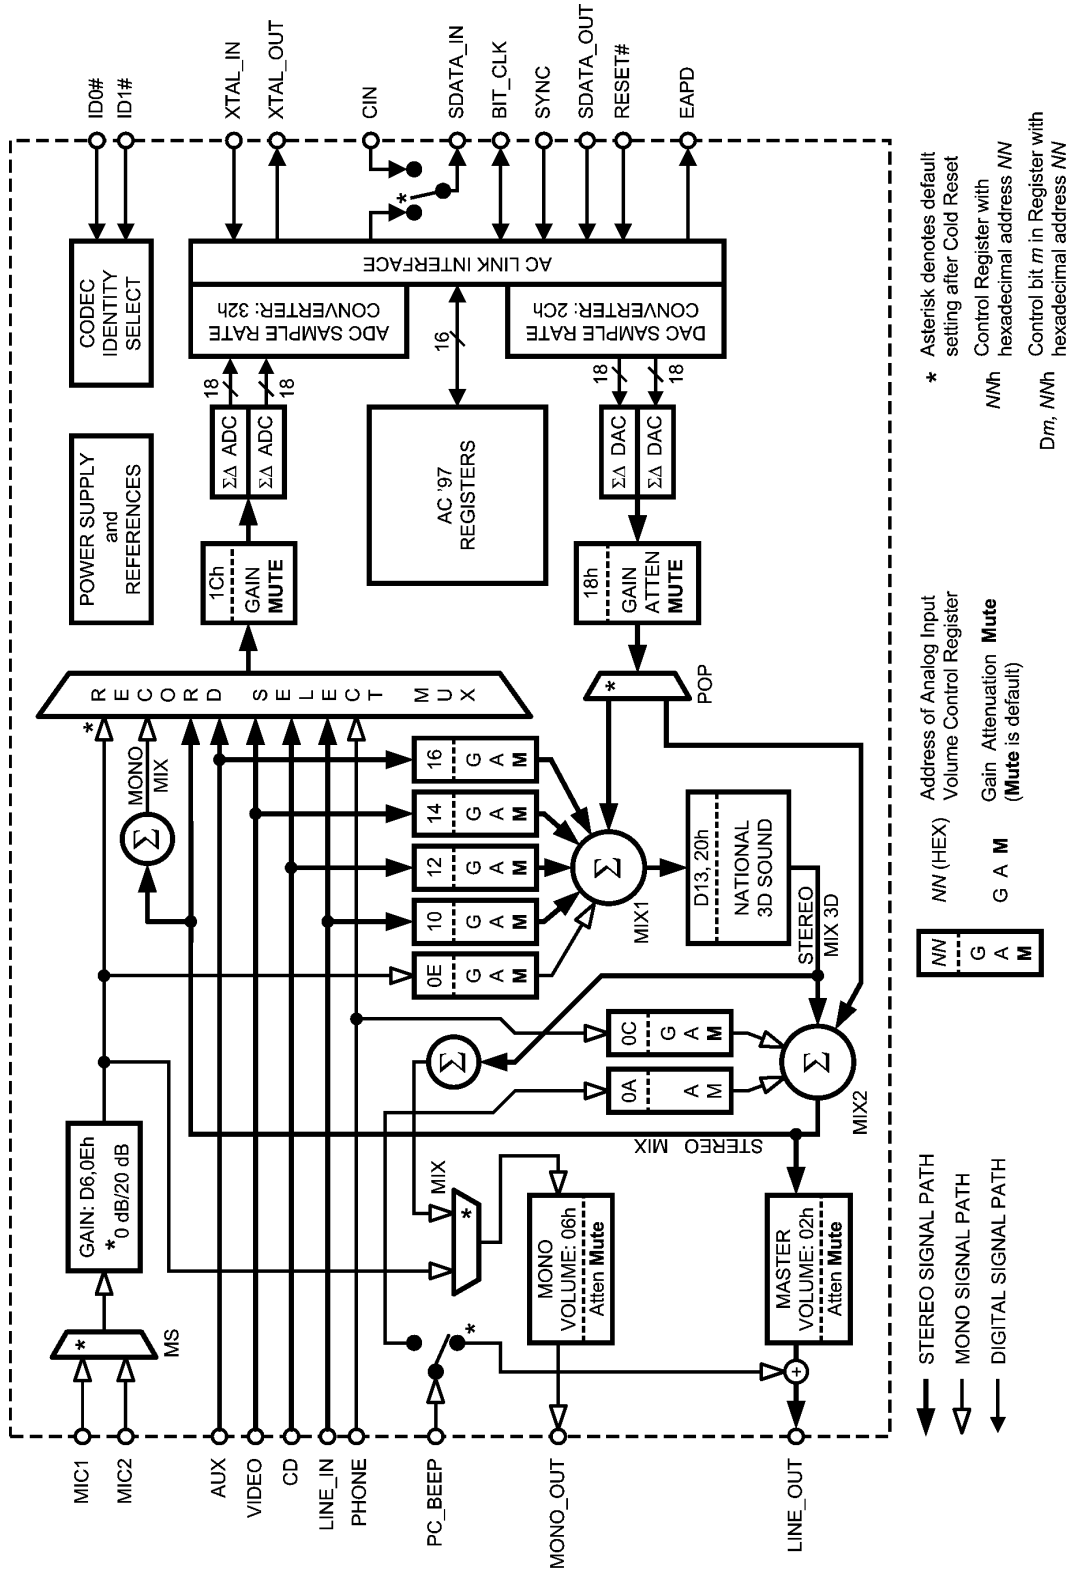 MIC1
MIC2
AUX
VIDEO
CD
LINE_IN
PHONE
PC_BEEP
MONO_OUT
LINE_OUT
*
MS
GAIN: D6,0Eh
* 0 dB/20 dB
*
MIX
*
MONO
VOLUME: 06h
Atten Mute
MASTER
VOLUME: 02h
Atten Mute
+
STEREO MIX
Σ
0C
G
A
M
0A
A
M
Σ
MIX2
0E
G
A
M
10
G
A
M
12
G
A
M
14
G
A
M
16
G
A
M
Σ
MONO
MIX
Σ
MIX1
D13, 20h
NATIONAL
3D SOUND
STEREO
MIX 3D
*
RECORD SELECT MUX
*
POP
1Ch
GAIN
MUTE
18h
GAIN
ATTEN
MUTE
POWER SUPPLY
and
REFERENCES
ΣΔ ADC
ΣΔ ADC
18
18
AC '97
REGISTERS
16
ΣΔ DAC
ΣΔ DAC
18
18
CODEC
IDENTITY
SELECT
ADC SAMPLE RATE
CONVERTER: 32h
DAC SAMPLE RATE
CONVERTER: 2Ch
AC LINK INTERFACE
*
ID0#
ID1#
XTAL_IN
XTAL_OUT
CIN
SDATA_IN
BIT_CLK
SYNC
SDATA_OUT
RESET#
EAPD
STEREO SIGNAL PATH
MONO SIGNAL PATH
DIGITAL SIGNAL PATH
NN
G
A
M
NN (HEX) Address of Analog Input
Volume Control Register
G A M Gain Attenuation Mute
(Mute is default)
* Asterisk denotes default
setting after Cold Reset
NNh Control Register with
hexadecimal address NN
Dm, NNh Control bit m in Register with
hexadecimal address NN